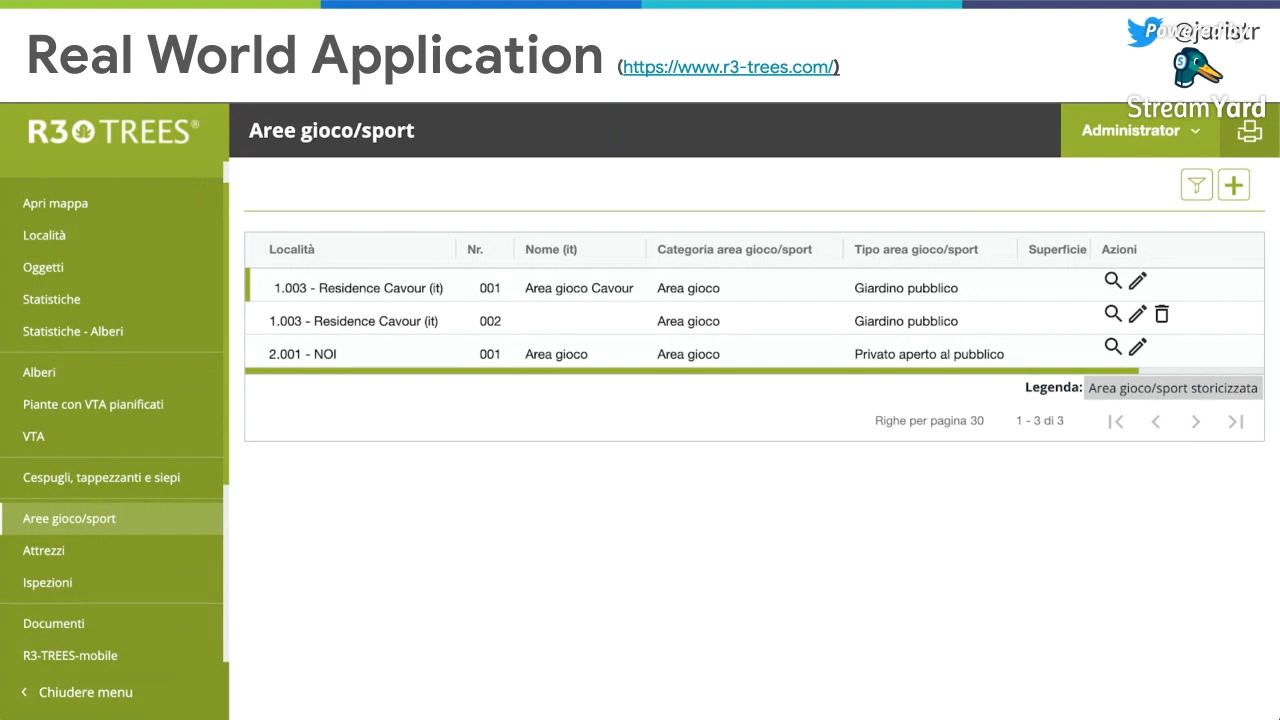 Real World Application (https://www.r3-trees.com/)
StreamYard
R3 TREES®
Aree gioco/sport
Administrator
Apri mappa
Località
Oggetti
Statistiche
Statistiche - Alberi
Alberi
Piante con VTA pianificati
VTA
Cespugli, tappezzanti e siepi
Aree gioco/sport
Attrezzi
Ispezioni
Documenti
R3-TREES-mobile
Chiudere menu
Località Nr. Nome (it) Categoria area gioco/sport Tipo area gioco/sport Superficie Azioni
1.003 - Residence Cavour (it) 001 Area gioco Cavour Area gioco Giardino pubblico
1.003 - Residence Cavour (it) 002 Area gioco Giardino pubblico
2.001 - NOI 001 Area gioco Area gioco Privato aperto al pubblico
Legenda: Area gioco/sport storicizzata
Righe per pagina 30 1 - 3 di 3